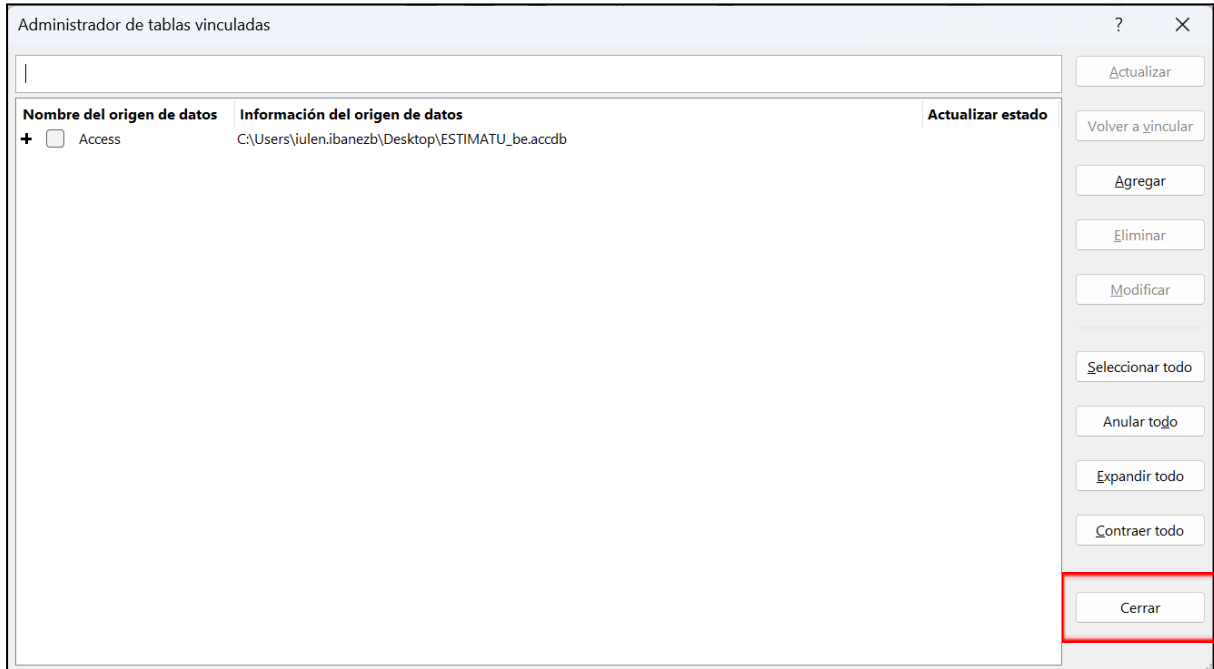 Administrador de tablas vinculadas
?
Actualizar
Nombre del origen de datos Información del origen de datos Actualizar estado
Access C:\Users\iulen.ibanezb\Desktop\ESTIMATU_be.accdb
Volver a vincular
Agregar
Eliminar
Modificar
Seleccionar todo
Anular todo
Expandir todo
Contraer todo
Cerrar